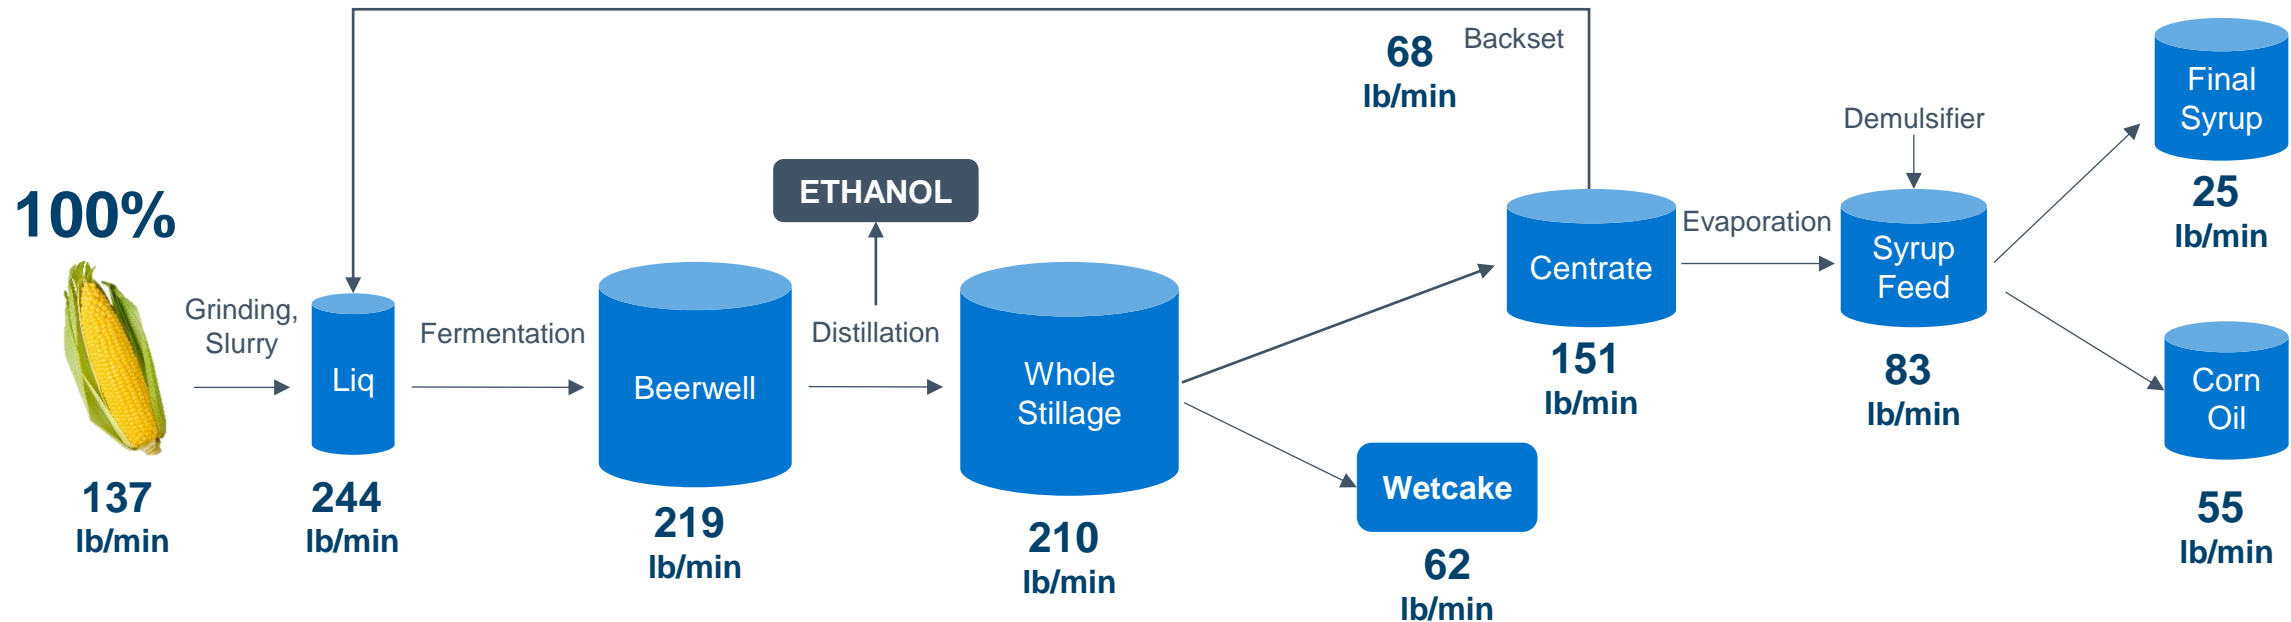 68
lb/min
Backset
Final
Syrup
25
lb/min
Demulsifier
ETHANOL
100%
Grinding,
Slurry
Liq
Fermentation
Beerwell
Distillation
Whole
Stillage
Centrate
Evaporation
Syrup
Feed
Corn
Oil
Wetcake
137
lb/min
244
lb/min
219
lb/min
210
lb/min
62
lb/min
151
lb/min
83
lb/min
55
lb/min